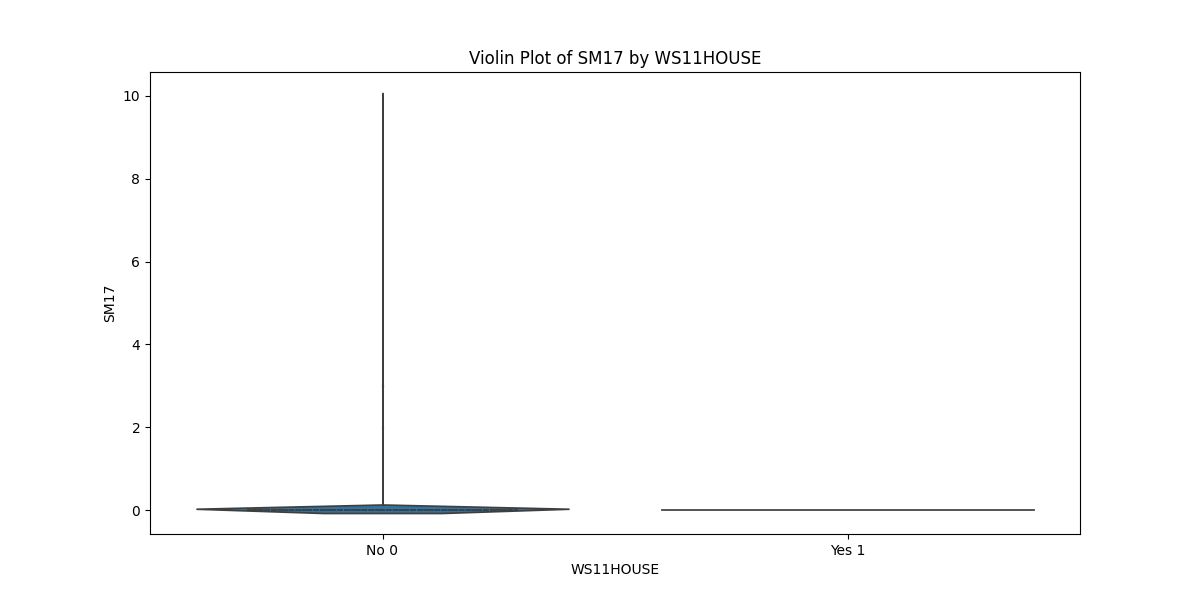 Violin Plot of SM17 by WS11HOUSE
10
8
6
4
2
0
SM17
No 0
Yes 1
WS11HOUSE